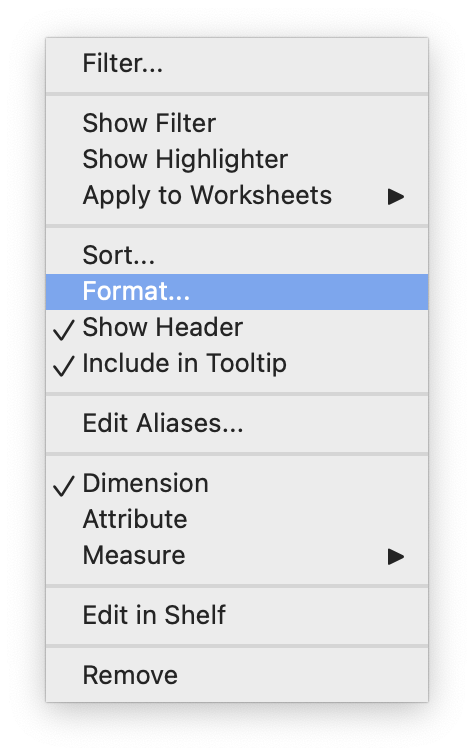 Filter...
Show Filter
Show Highlighter
Apply to Worksheets
Sort...
Format...
Show Header
Include in Tooltip
Edit Aliases...
Dimension
Attribute
Measure
Edit in Shelf
Remove